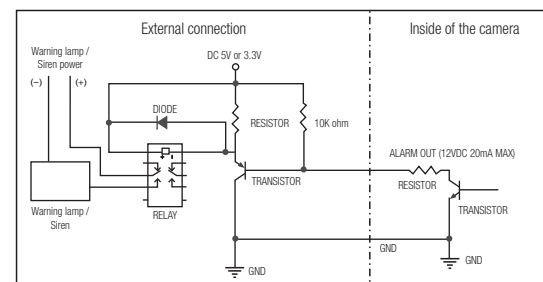 External connection
Inside of the camera
Warning lamp /
Siren power
(−)
(+)
DC 5V or 3.3V
DIODE
RESISTOR
10K ohm
ALARM OUT (12VDC 20mA MAX)
TRANSISTOR
RESISTOR
TRANSISTOR
RELAY
Warning lamp /
Siren
GND
GND
GND